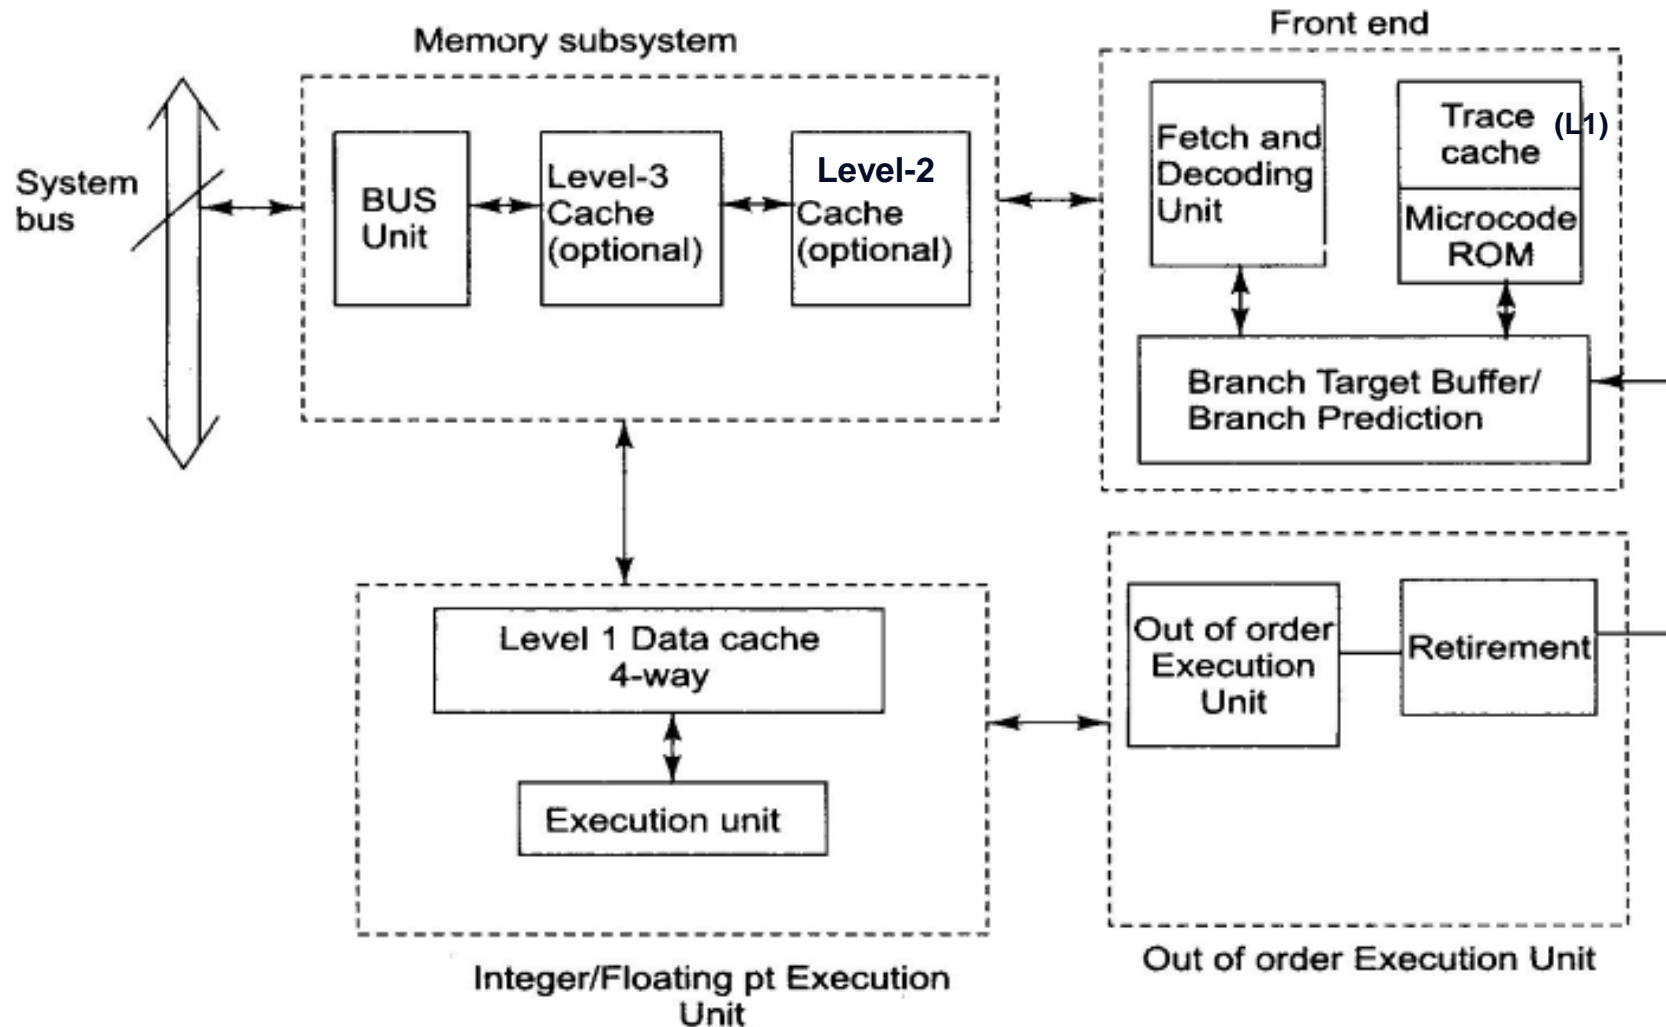 Memory subsystem
Front end
System
bus
BUS
Unit
Level-3
Cache
(optional)
Level-2
Cache
(optional)
Fetch and
Decoding
Unit
Trace (L1)
cache
Microcode
ROM
Branch Target Buffer/
Branch Prediction
Level 1 Data cache
4-way
Execution unit
Out of order
Execution
Unit
Retirement
Integer/Floating pt Execution
Unit
Out of order Execution Unit